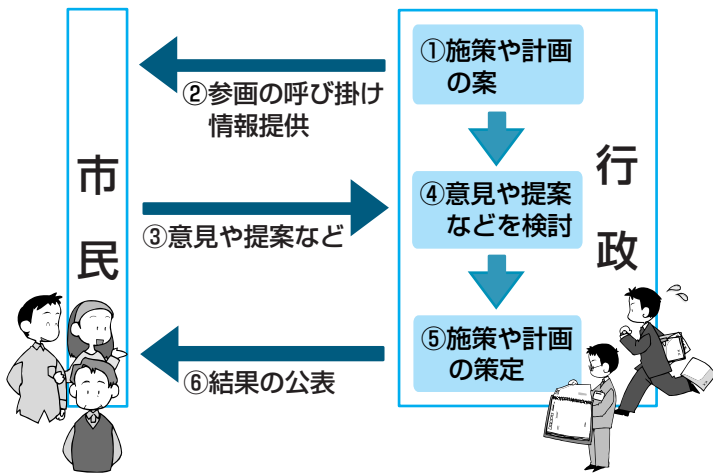 市民
行政
①施策や計画
の案
②参画の呼び掛け
情報提供
③意見や提案など
④意見や提案
などを検討
⑤施策や計画
の策定
⑥結果の公表